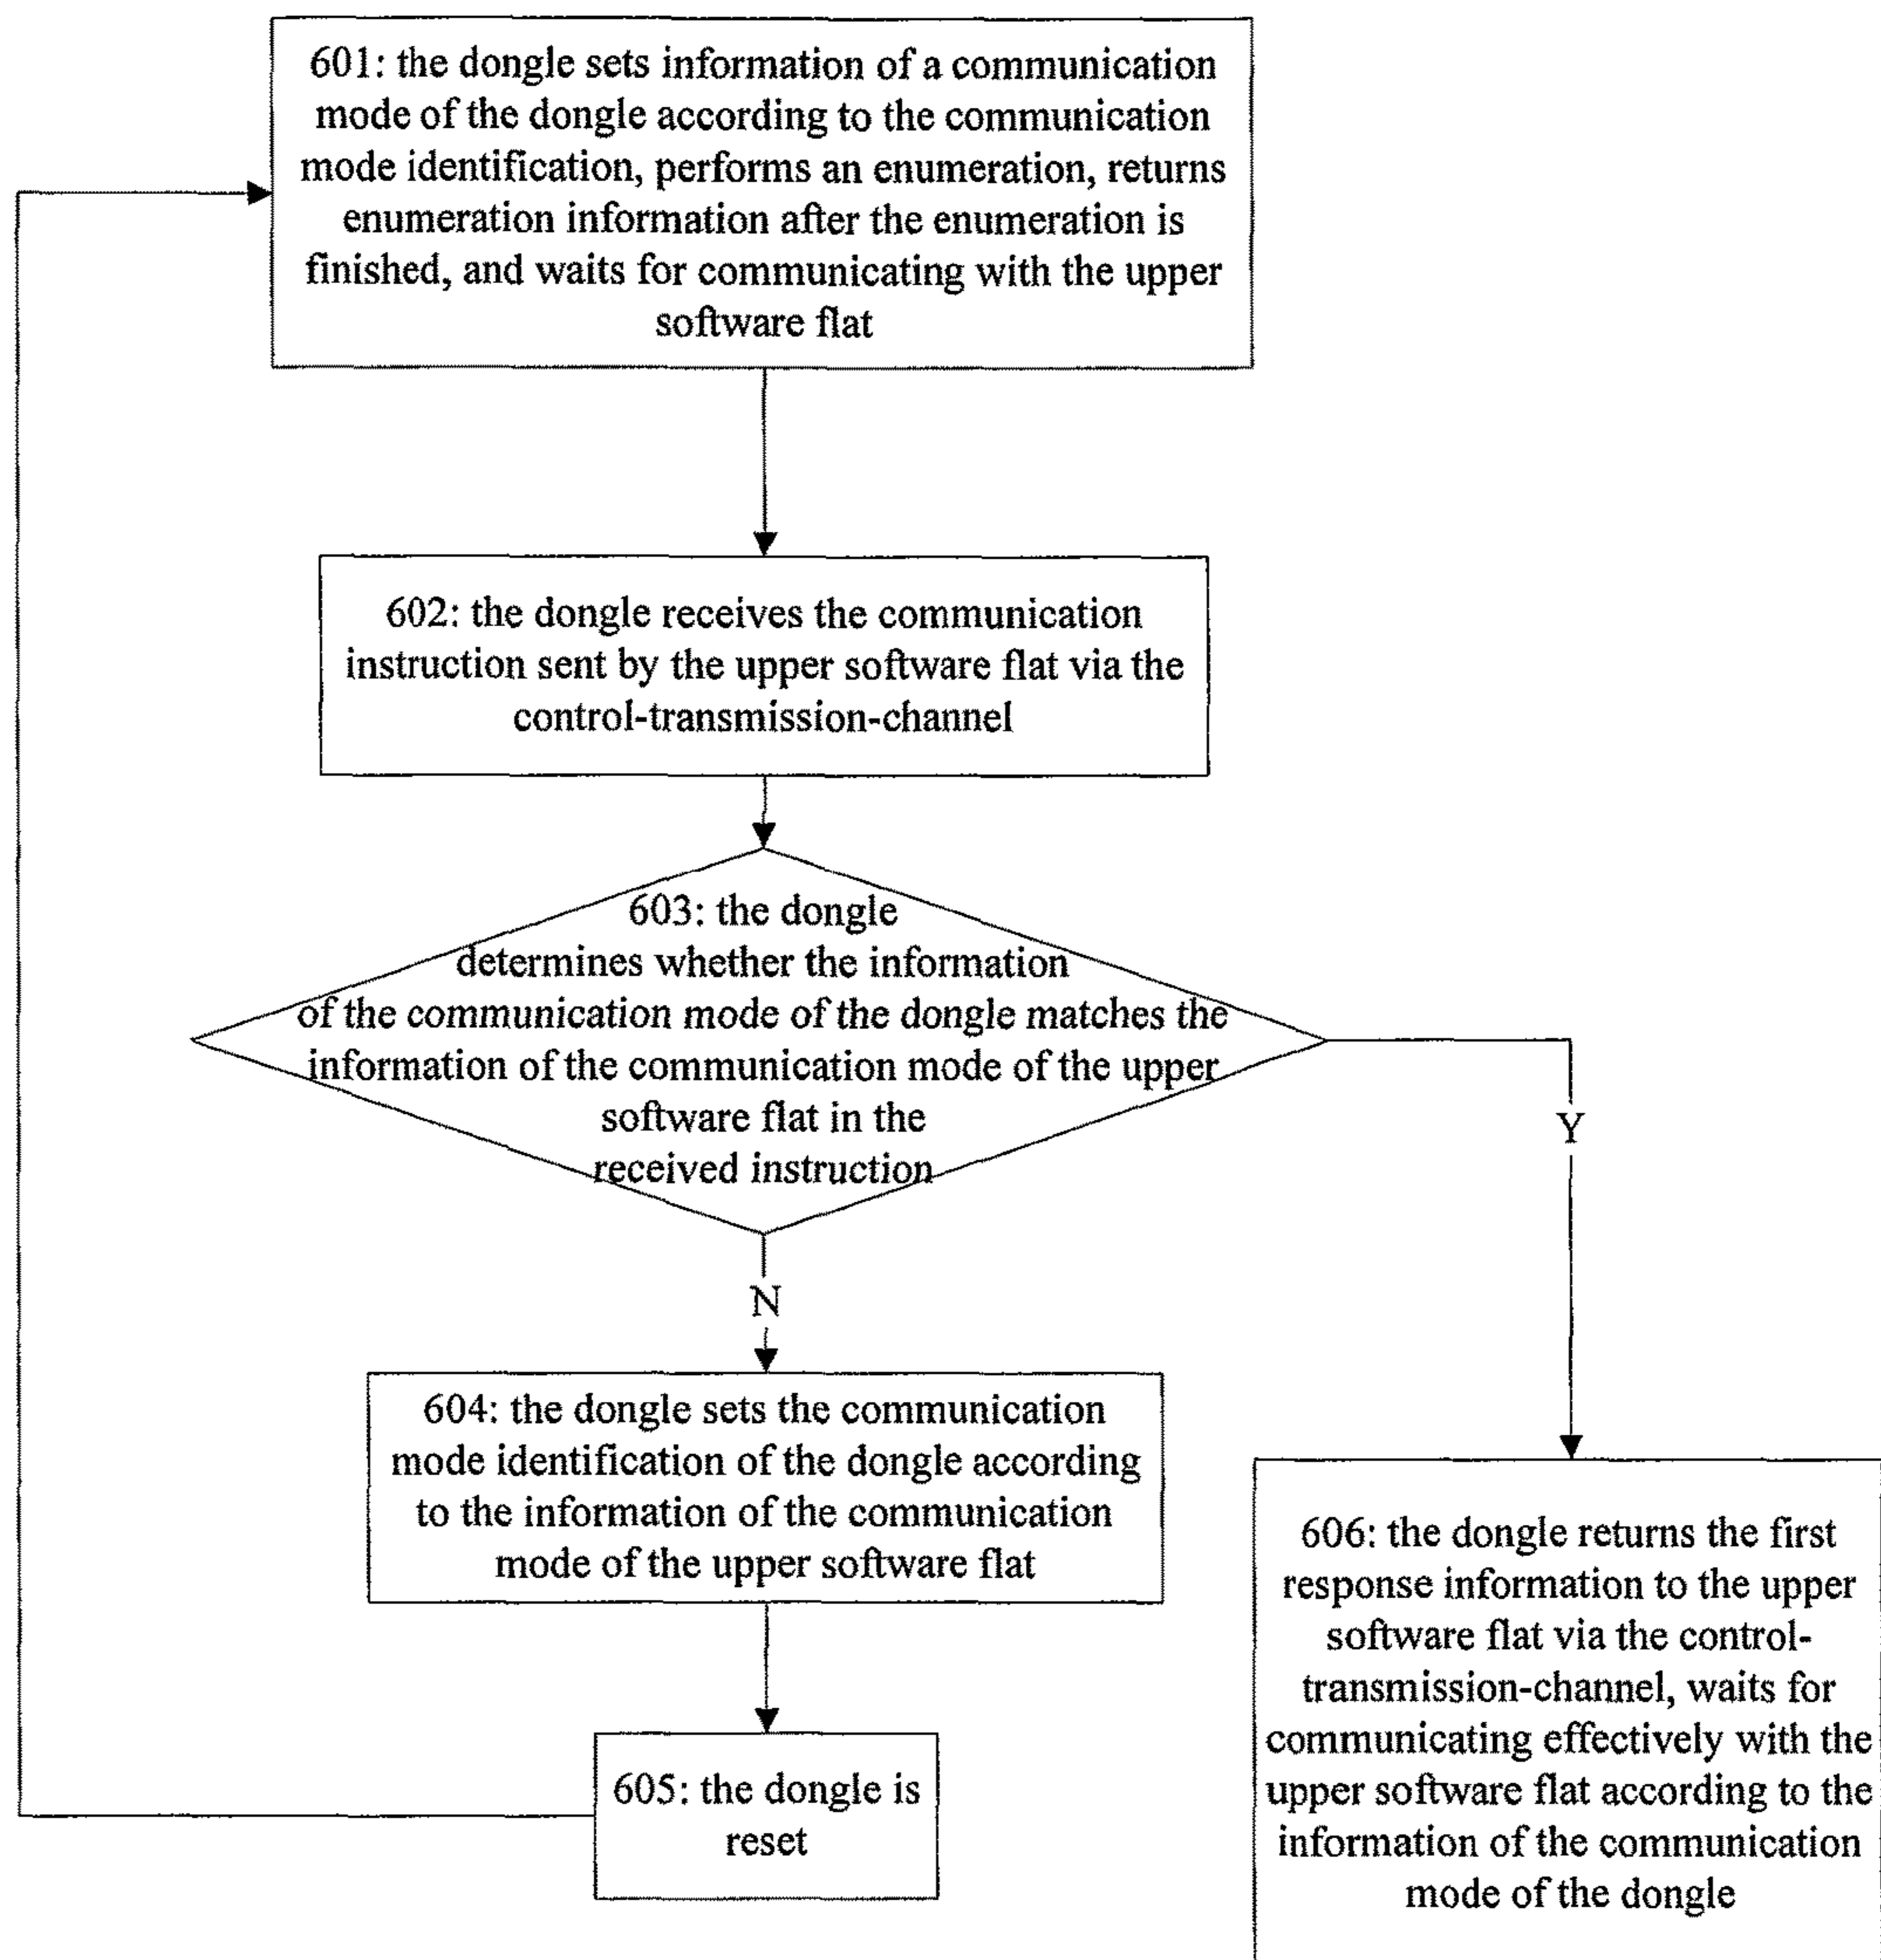 601: the dongle sets information of a communication
mode of the dongle according to the communication
mode identification, performs an enumeration, returns
enumeration information after the enumeration is
finished, and waits for communicating with the upper
software flat
602: the dongle receives the communication
instruction sent by the upper software flat via the
control-transmission-channel
603: the dongle
determines whether the information
of the communication mode of the dongle matches the
information of the communication mode of the upper
software flat in the
received instruction
Y
N
604: the dongle sets the communication
mode identification of the dongle according
to the information of the communication
mode of the upper software flat
605: the dongle is
reset
606: the dongle returns the first
response information to the upper
software flat via the control-
transmission-channel, waits for
communicating effectively with the
upper software flat according to the
information of the communication
mode of the dongle